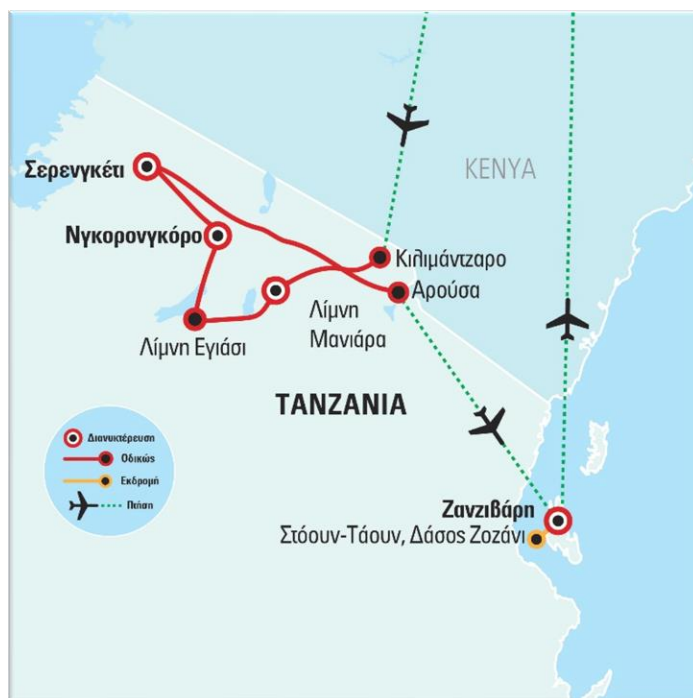 KENYA
Σερενγκέτι
Νγκορονγκόρο
Κιλιμάντζαρο
Αρούσα
Λίμνη
Μανιάρα
Λίμνη Εγιάσι
TANZANIA
Διανυκτέρευση
Οδικώς
Εκδρομή
Πτήση
Ζανζιβάρη
Στόουν-Τάουν, Δάσος Ζοζάνι